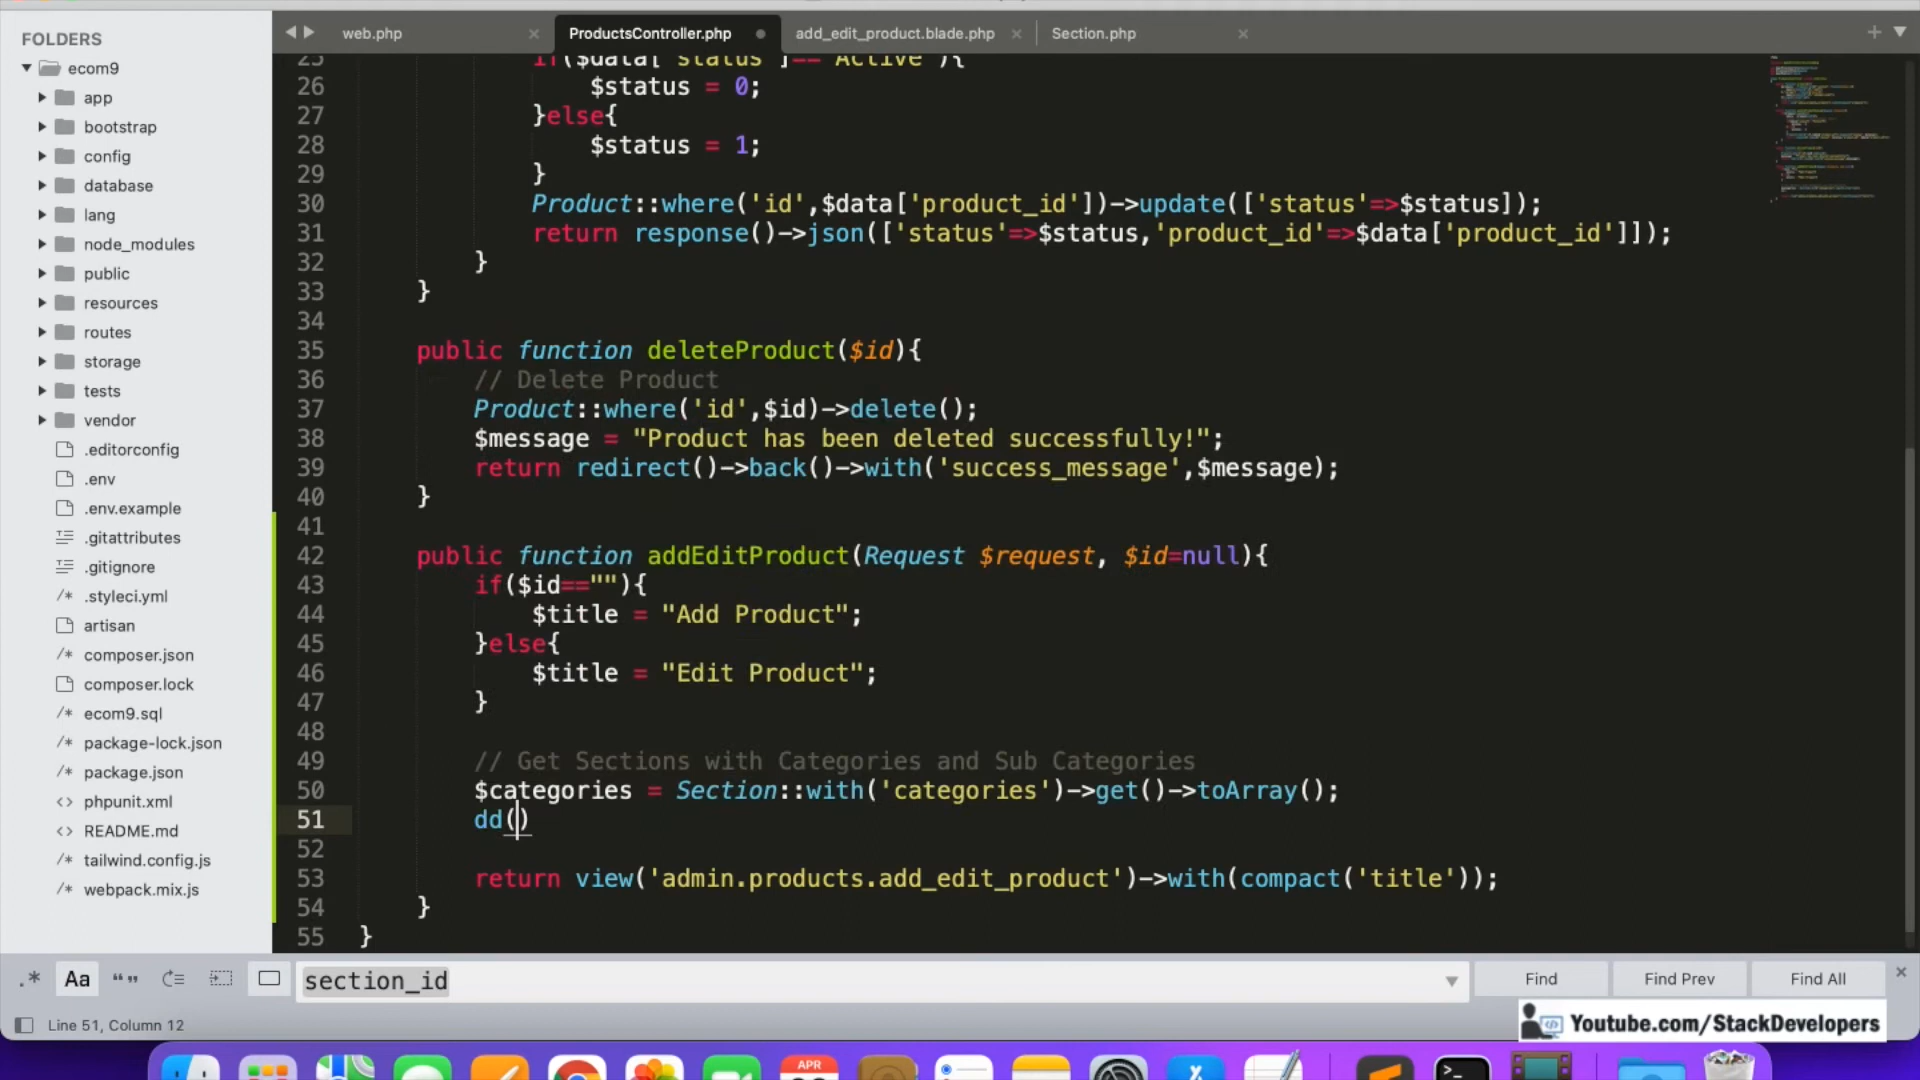 FOLDERS
ecom9
app
bootstrap
config
database
lang
node_modules
public
resources
routes
storage
tests
vendor
.editorconfig
.env
.env.example
.gitattributes
.gitignore
.styleci.yml
artisan
composer.json
composer.lock
ecom9.sql
package-lock.json
package.json
phpunit.xml
README.md
tailwind.config.js
webpack.mix.js
web.php ProductsController.php add_edit_product.blade.php Section.php
25 if($data['status']=="Active"){
26 $status = 0;
27 }else{
28 $status = 1;
29 }
30 Product::where('id',$data['product_id'])->update(['status'=>$status]);
31 return response()->json(['status'=>$status,'product_id'=>$data['product_id']]);
32 }
33 }
34
35 public function deleteProduct($id){
36 // Delete Product
37 Product::where('id',$id)->delete();
38 $message = "Product has been deleted successfully!";
39 return redirect()->back()->with('success_message',$message);
40 }
41
42 public function addEditProduct(Request $request, $id=null){
43 if($id==""){
44 $title = "Add Product";
45 }else{
46 $title = "Edit Product";
47 }
48
49 // Get Sections with Categories and Sub Categories
50 $categories = Section::with('categories')->get()->toArray();
51 dd()
52
53 return view('admin.products.add_edit_product')->with(compact('title'));
54 }
55 }
.* Aa "" section_id Find Find Prev Find All
Line 51, Column 12
Youtube.com/StackDevelopers
APR